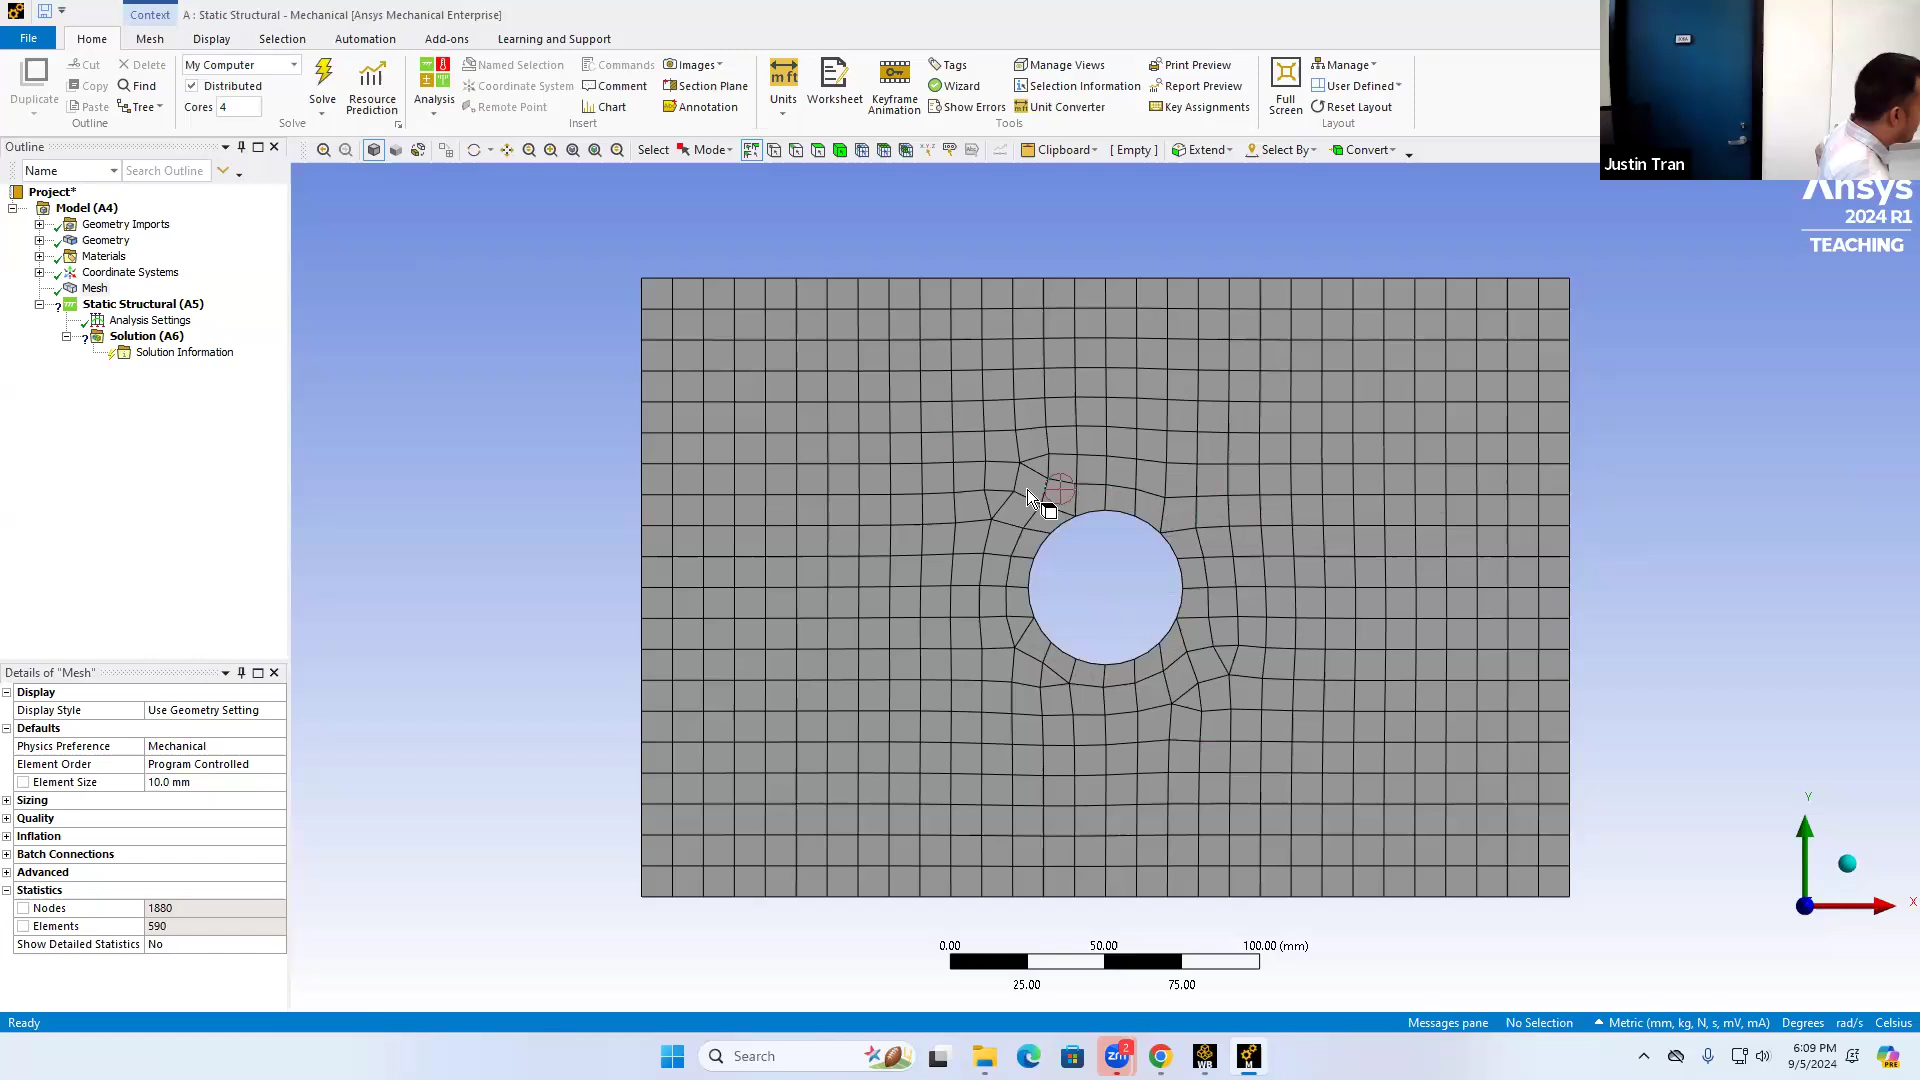 Context
A : Static Structural - Mechanical [Ansys Mechanical Enterprise]
File
Home
Mesh
Display
Selection
Automation
Add-ons
Learning and Support
Duplicate
Cut
Copy
Paste
Delete
Find
Tree
Outline
My Computer
Distributed
Cores 4
Solve
Resource
Prediction
Solve
Analysis
Named Selection
Coordinate System
Remote Point
Commands
Comment
Chart
Images
Section Plane
Annotation
Insert
Units
Worksheet
Keyframe
Animation
Tags
Wizard
Show Errors
Manage Views
Selection Information
Unit Converter
Print Preview
Report Preview
Key Assignments
Tools
Full
Screen
Manage
User Defined
Reset Layout
Layout
Justin Tran
Outline
Name
Search Outline
Select
Mode
Clipboard
[ Empty ]
Extend
Select By
Convert
Project*
Model (A4)
Geometry Imports
Geometry
Materials
Coordinate Systems
Mesh
Static Structural (A5)
Analysis Settings
Solution (A6)
Solution Information
Ansys
2024 R1
TEACHING
Details of "Mesh"
Display
Display Style Use Geometry Setting
Defaults
Physics Preference Mechanical
Element Order Program Controlled
Element Size 10.0 mm
Sizing
Quality
Inflation
Batch Connections
Advanced
Statistics
Nodes 1880
Elements 590
Show Detailed Statistics No
0.00 50.00 100.00 (mm)
25.00 75.00
Y
X
Ready
Messages pane
No Selection
Metric (mm, kg, N, s, mV, mA)
Degrees
rad/s
Celsius
Search
zm
2
WB
M
6:09 PM
9/5/2024
PRE